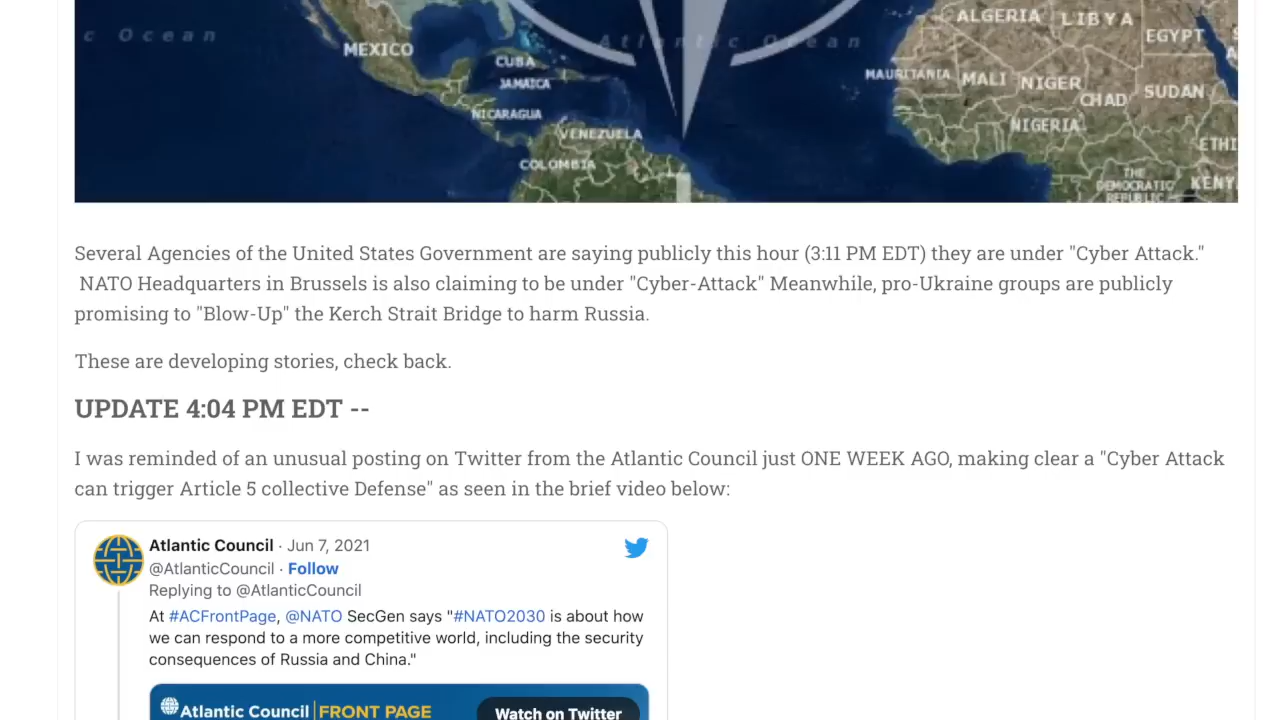 c Ocean
MEXICO
CUBA
JAMAICA
NICARAGUA
VENEZUELA
COLOMBIA
Atlantic Ocean
ALGERIA
LIBYA
EGYPT
MAURITANIA
MALI
NIGER
CHAD
SUDAN
NIGERIA
ETHI
THE
DEMOCRATIC
REPUBLIC
KENY
Several Agencies of the United States Government are saying publicly this hour (3:11 PM EDT) they are under "Cyber Attack."
NATO Headquarters in Brussels is also claiming to be under "Cyber-Attack" Meanwhile, pro-Ukraine groups are publicly
promising to "Blow-Up" the Kerch Strait Bridge to harm Russia.
These are developing stories, check back.
UPDATE 4:04 PM EDT --
I was reminded of an unusual posting on Twitter from the Atlantic Council just ONE WEEK AGO, making clear a "Cyber Attack
can trigger Article 5 collective Defense" as seen in the brief video below:
Atlantic Council · Jun 7, 2021
@AtlanticCouncil · Follow
Replying to @AtlanticCouncil
At #ACFrontPage, @NATO SecGen says "#NATO2030 is about how
we can respond to a more competitive world, including the security
consequences of Russia and China."
Atlantic Council | FRONT PAGE
Watch on Twitter